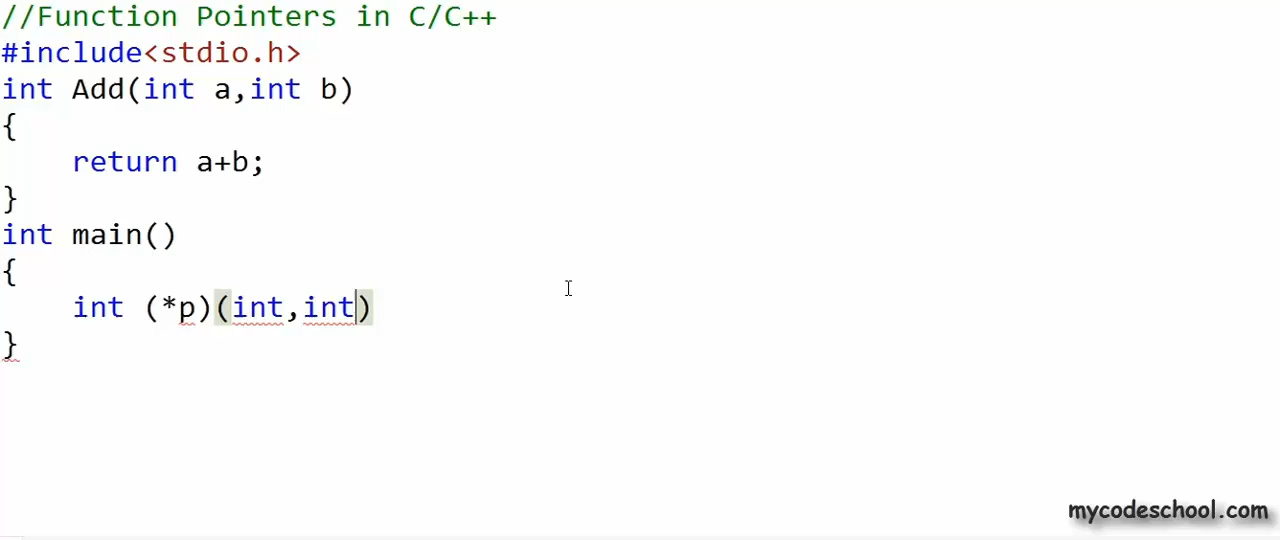 //Function Pointers in C/C++
#include<stdio.h>
int Add(int a,int b)
{
    return a+b;
}
int main()
{
    int (*p)(int,int)
}
mycodeschool.com